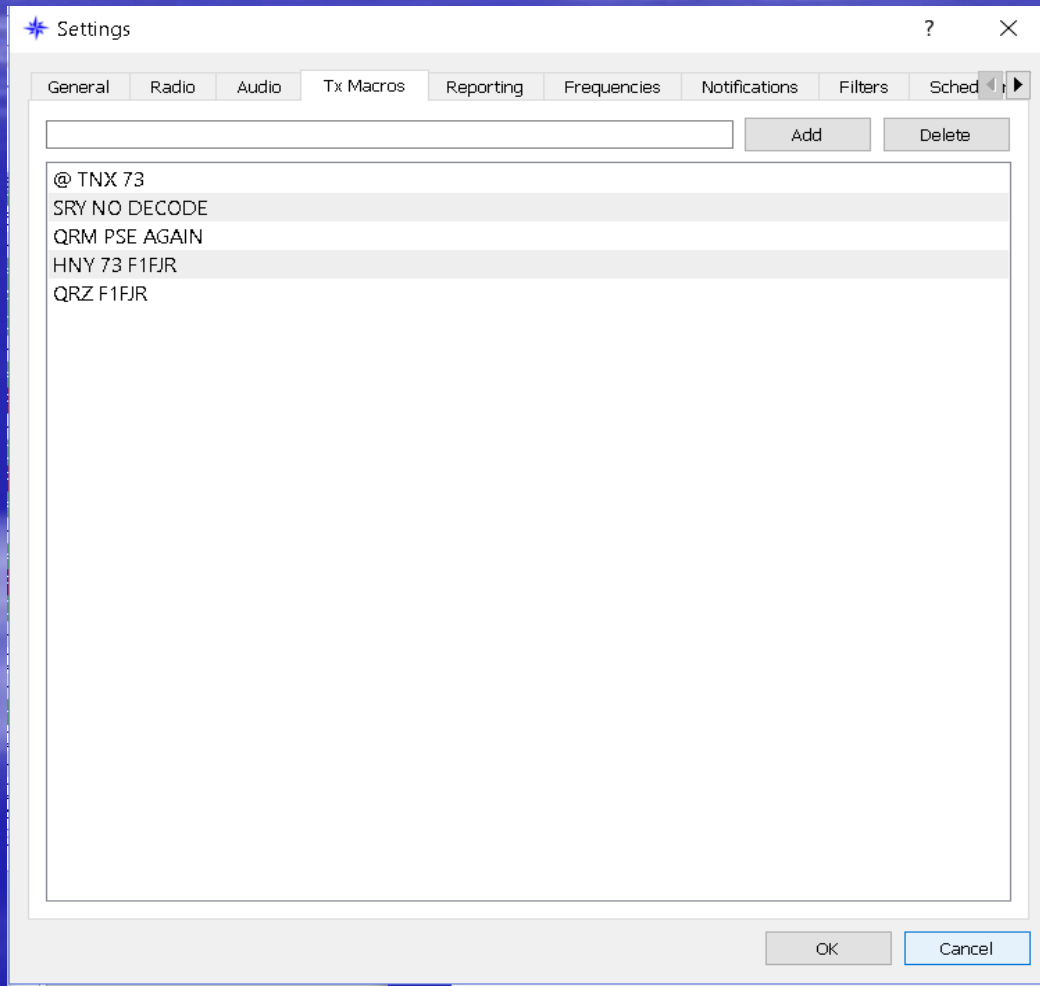 Settings
?
General Radio Audio Tx Macros Reporting Frequencies Notifications Filters Sched
Add Delete
@ TNX 73
SRY NO DECODE
QRM PSE AGAIN
HNY 73 F1FJR
QRZ F1FJR
OK Cancel